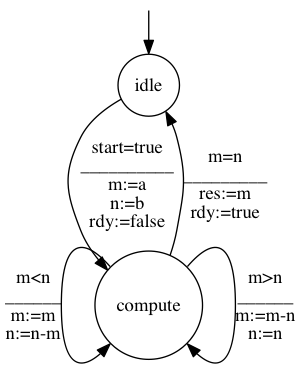 idle
start=true
m:=a
n:=b
rdy:=false
m=n
res:=m
rdy:=true
m<n
m:=m
n:=n-m
compute
m>n
m:=m-n
n:=n